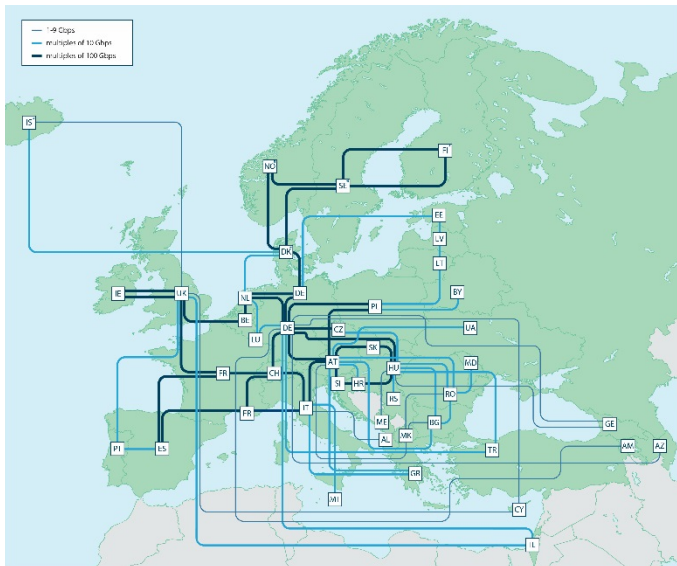 1-9 Gbps
multiples of 10 Gbps
multiples of 100 Gbps
IS
NO
FI
SE
EE
DK
LV
LT
IE
UK
NL
DE
BY
PL
BE
DE
CZ
UA
LU
SK
AT
HU
MD
FR
CH
SI
HR
RO
RS
IT
FR
ME
BG
GE
AL
MK
PT
ES
TR
AM
AZ
GR
MT
CY
IL